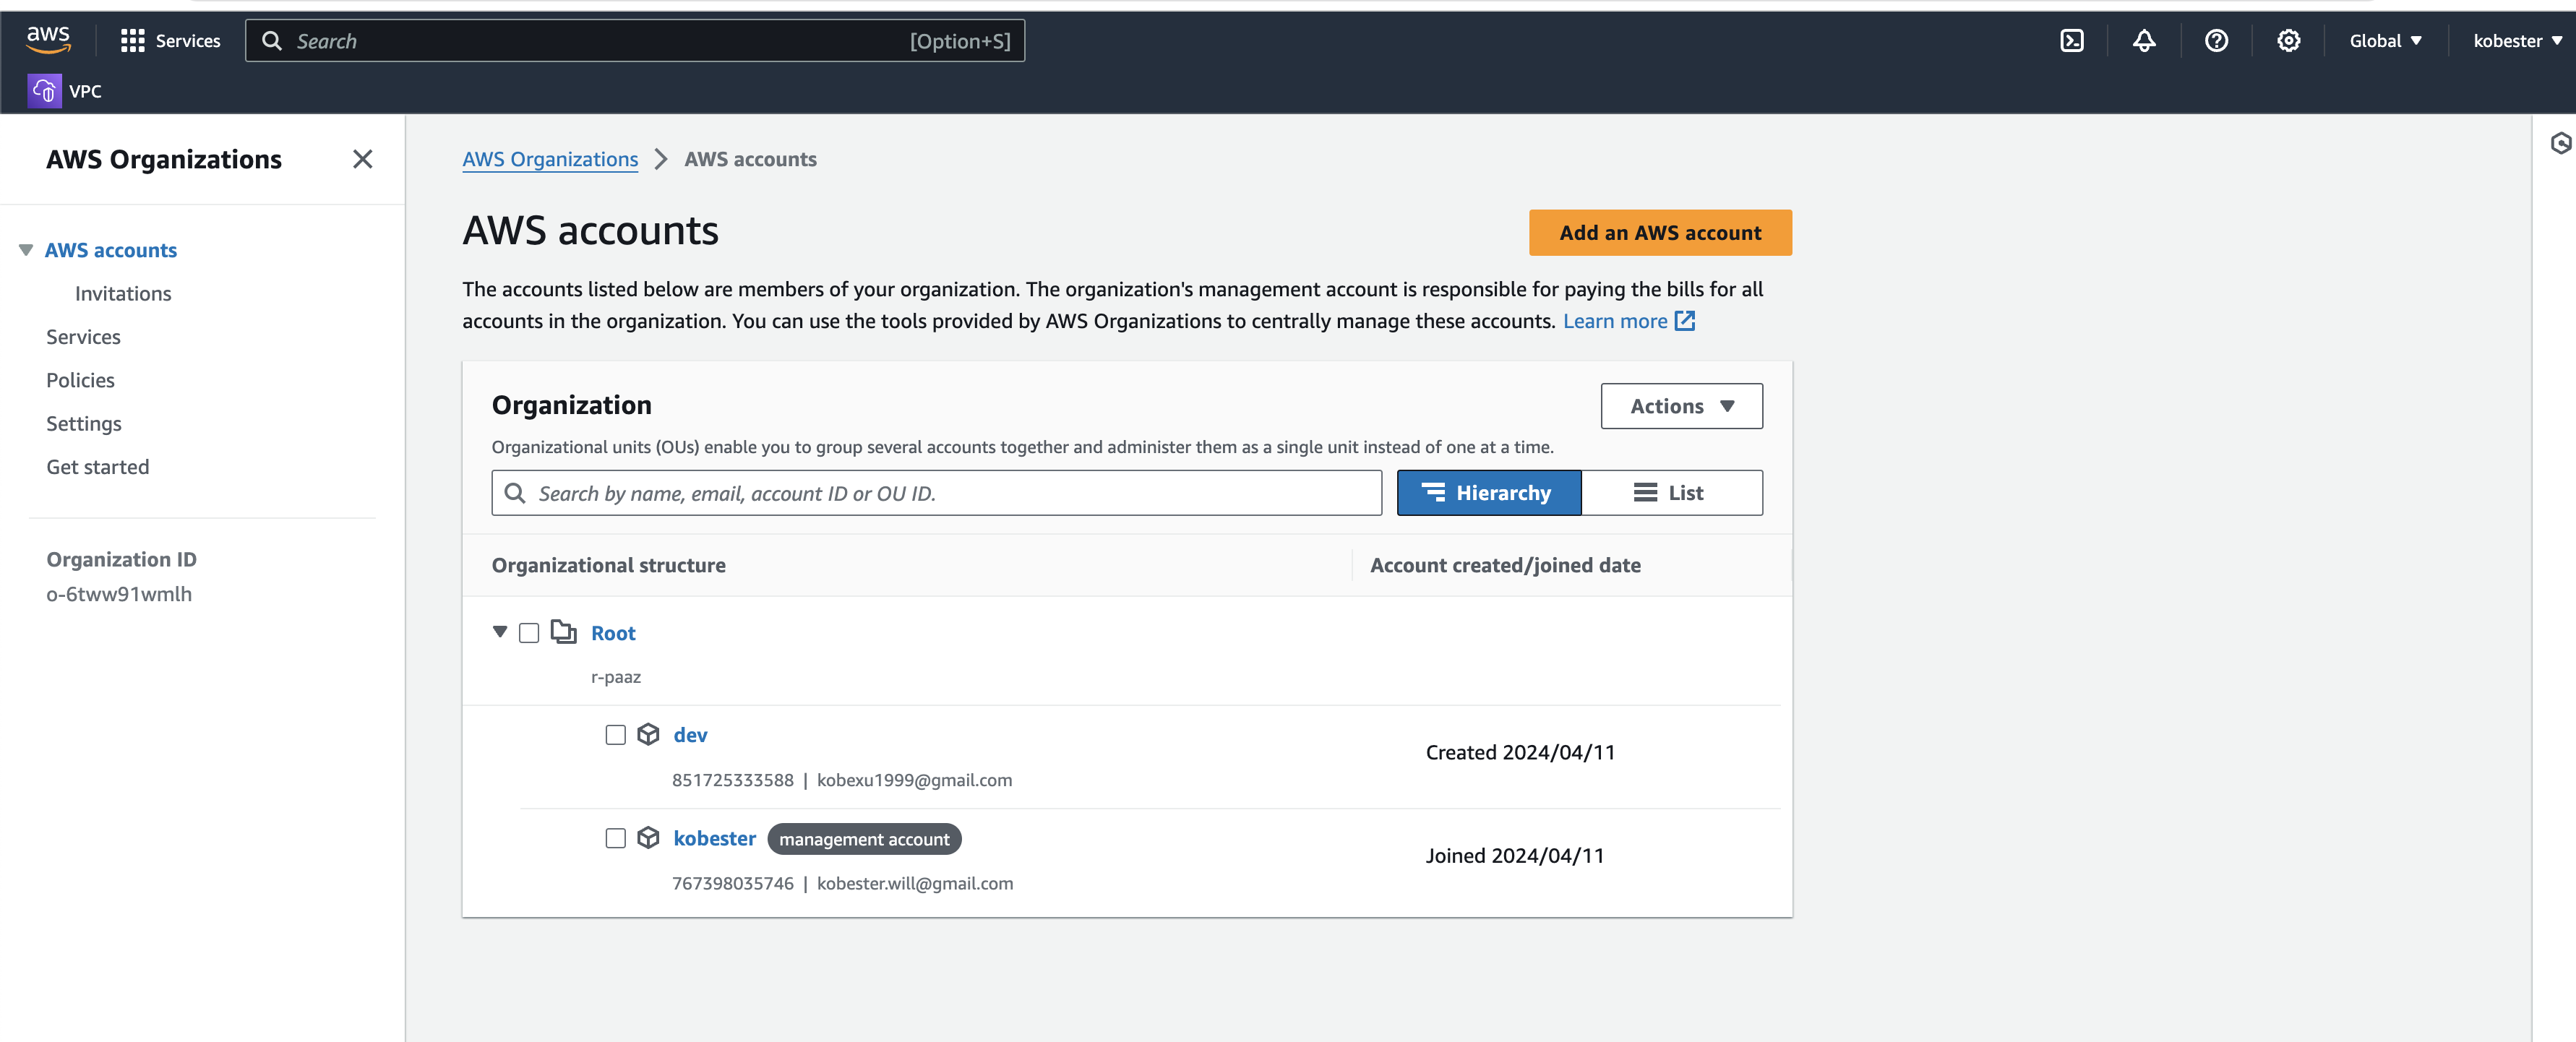 aws
Services
Search
[Option+S]
Global
kobester
VPC
AWS Organizations
AWS accounts
Invitations
Services
Policies
Settings
Get started
Organization ID
o-6tww91wmlh
AWS Organizations > AWS accounts
AWS accounts
Add an AWS account
The accounts listed below are members of your organization. The organization's management account is responsible for paying the bills for all
accounts in the organization. You can use the tools provided by AWS Organizations to centrally manage these accounts. Learn more
Organization
Actions
Organizational units (OUs) enable you to group several accounts together and administer them as a single unit instead of one at a time.
Search by name, email, account ID or OU ID.
Hierarchy
List
Organizational structure
Account created/joined date
Root
r-paaz
dev
Created 2024/04/11
851725333588 | kobexu1999@gmail.com
kobester management account
Joined 2024/04/11
767398035746 | kobester.will@gmail.com